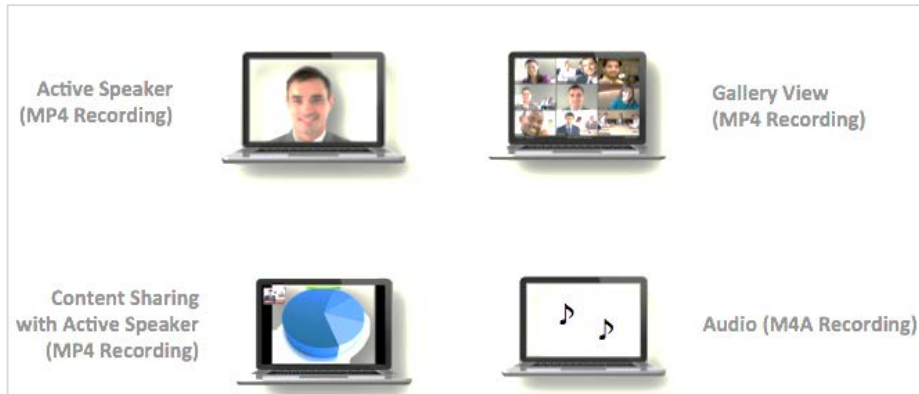 Active Speaker
(MP4 Recording)
Gallery View
(MP4 Recording)
Content Sharing
with Active Speaker
(MP4 Recording)
Audio (M4A Recording)